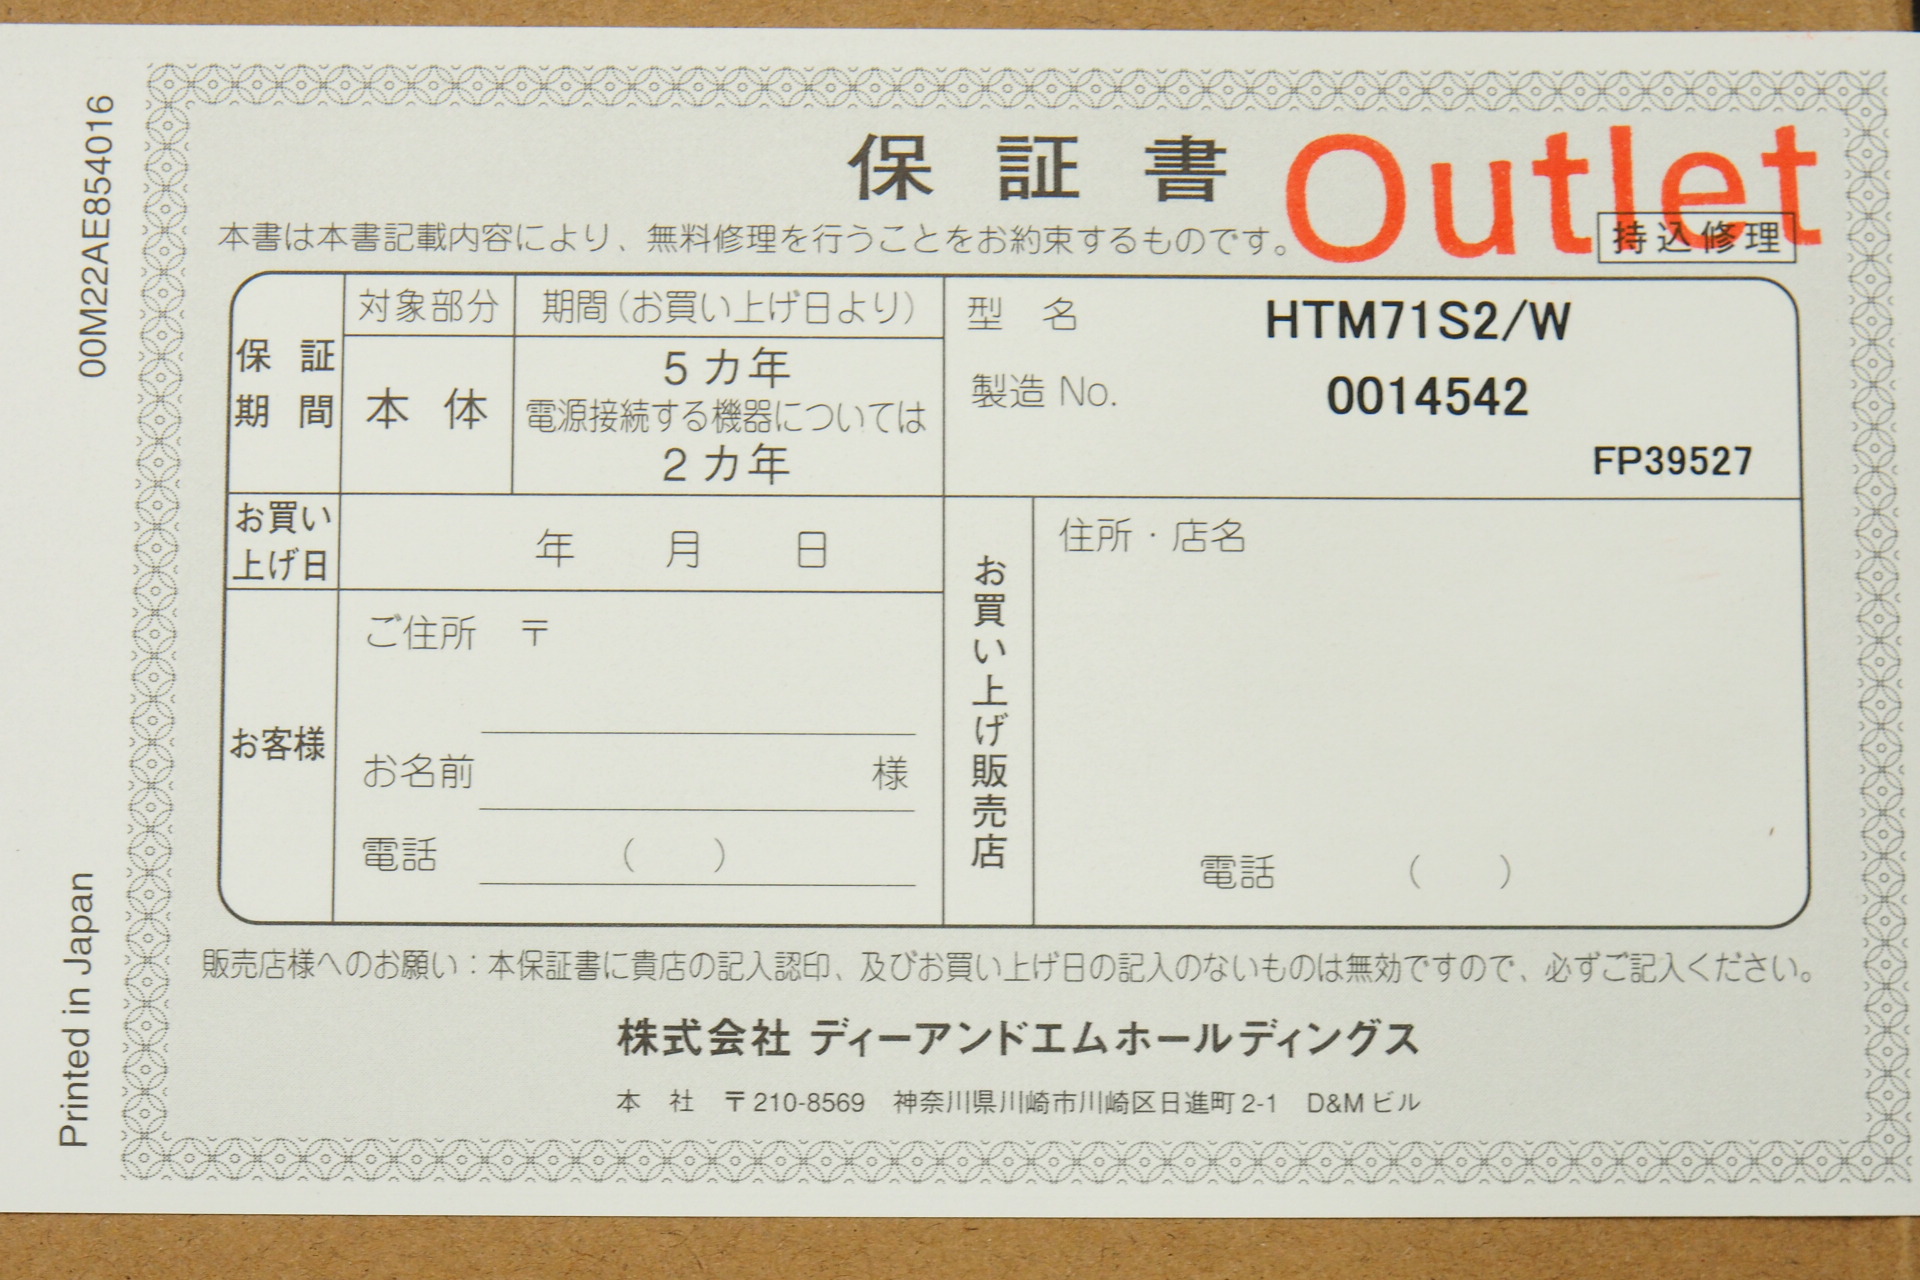 保証書
Outlet
本書は本書記載内容により、無料修理を行うことをお約束するものです。
持込修理
保証期間
対象部分
期間(お買い上げ日より)
本体
5カ年
電源接続する機器については
2カ年
型名 HTM71S2/W
製造 No. 0014542
FP39527
お買い上げ日
年 月 日
お客様
ご住所 〒
お名前 様
電話 ( )
お買い上げ販売店
住所・店名
電話 ( )
販売店様へのお願い:本保証書に貴店の記入認印、及びお買い上げ日の記入のないものは無効ですので、必ずご記入ください。
株式会社 ディーアンドエムホールディングス
本社 〒210-8569 神奈川県川崎市川崎区日進町2-1 D&Mビル
00M22AE854016
Printed in Japan